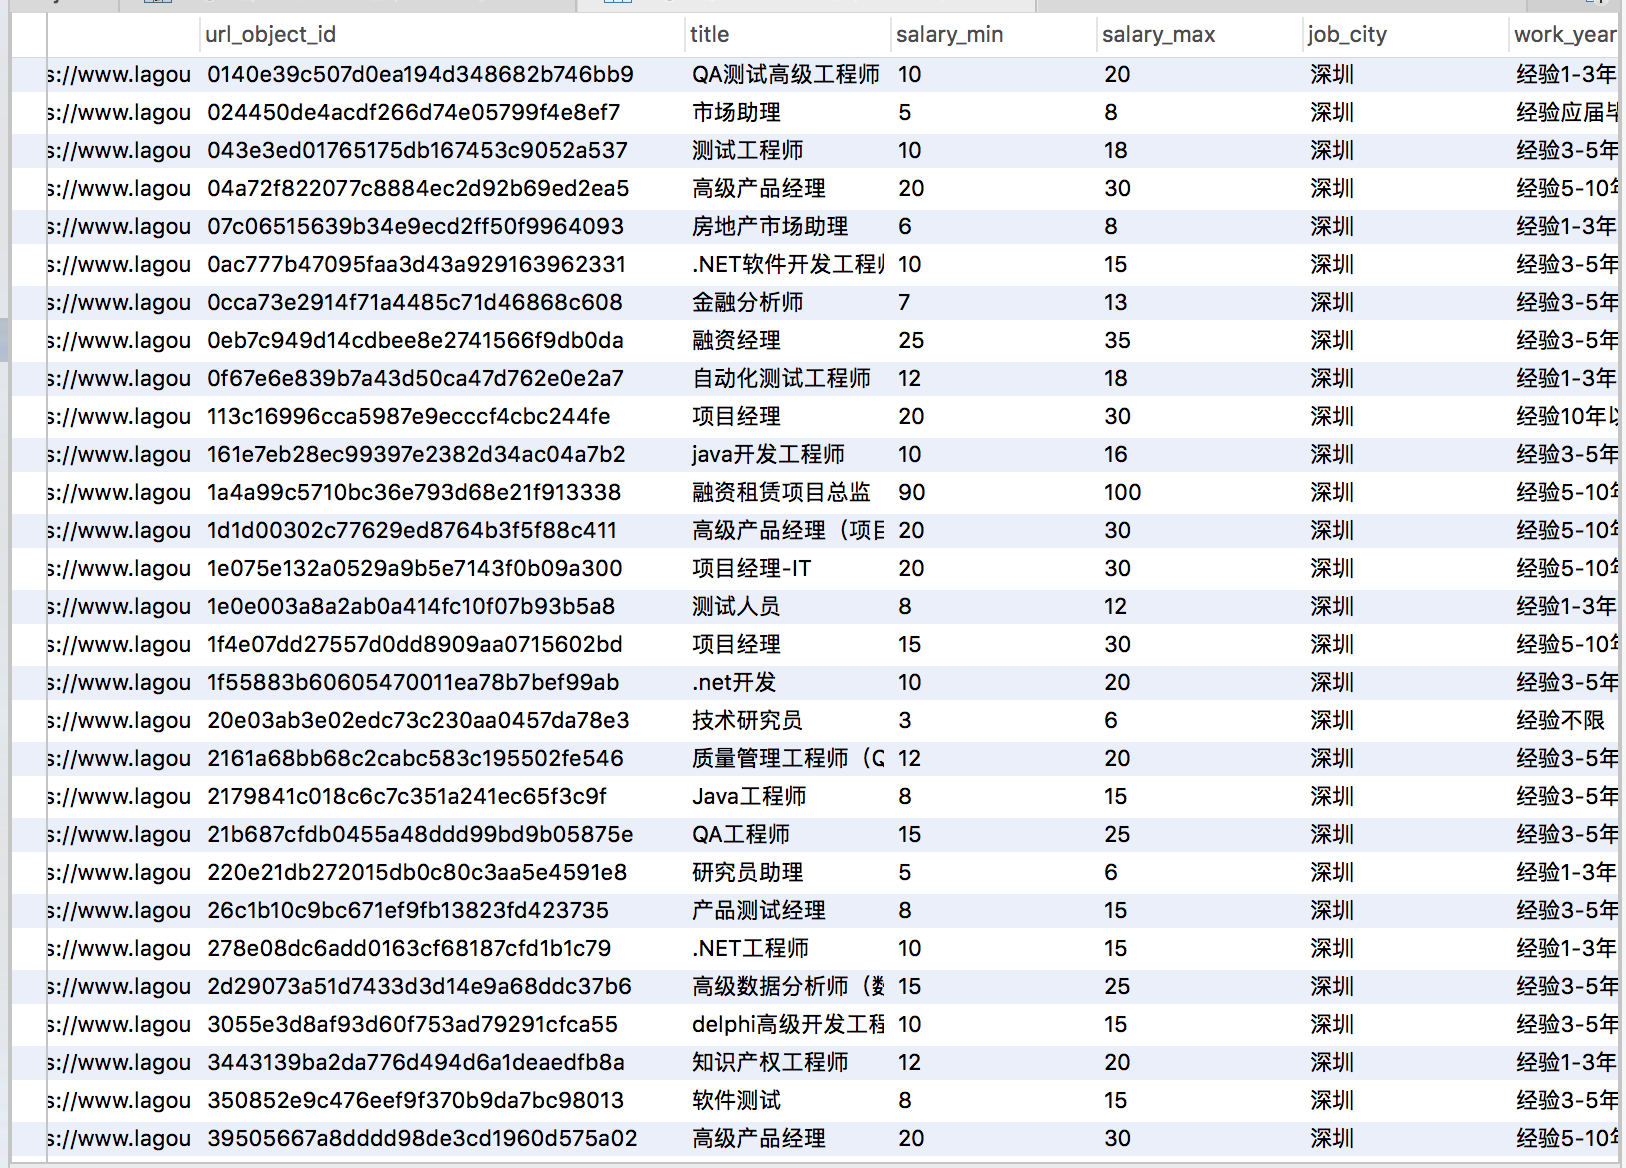 url_object_id title salary_min salary_max job_city work_year
s://www.lagou 0140e39c507d0ea194d348682b746bb9 QA测试高级工程师 10 20 深圳 经验1-3年
s://www.lagou 024450de4acdf266d74e05799f4e8ef7 市场助理 5 8 深圳 经验应届毕
s://www.lagou 043e3ed01765175db167453c9052a537 测试工程师 10 18 深圳 经验3-5年
s://www.lagou 04a72f822077c8884ec2d92b69ed2ea5 高级产品经理 20 30 深圳 经验5-10年
s://www.lagou 07c06515639b34e9ecd2ff50f9964093 房地产市场助理 6 8 深圳 经验1-3年
s://www.lagou 0ac777b47095faa3d43a929163962331 .NET软件开发工程师 10 15 深圳 经验3-5年
s://www.lagou 0cca73e2914f71a4485c71d46868c608 金融分析师 7 13 深圳 经验3-5年
s://www.lagou 0eb7c949d14cdbee8e2741566f9db0da 融资经理 25 35 深圳 经验3-5年
s://www.lagou 0f67e6e839b7a43d50ca47d762e0e2a7 自动化测试工程师 12 18 深圳 经验1-3年
s://www.lagou 113c16996cca5987e9ecccf4cbc244fe 项目经理 20 30 深圳 经验10年以
s://www.lagou 161e7eb28ec99397e2382d34ac04a7b2 java开发工程师 10 16 深圳 经验3-5年
s://www.lagou 1a4a99c5710bc36e793d68e21f913338 融资租赁项目总监 90 100 深圳 经验5-10年
s://www.lagou 1d1d00302c77629ed8764b3f5f88c411 高级产品经理（项目 20 30 深圳 经验5-10年
s://www.lagou 1e075e132a0529a9b5e7143f0b09a300 项目经理-IT 20 30 深圳 经验5-10年
s://www.lagou 1e0e003a8a2ab0a414fc10f07b93b5a8 测试人员 8 12 深圳 经验1-3年
s://www.lagou 1f4e07dd27557d0dd8909aa0715602bd 项目经理 15 30 深圳 经验5-10年
s://www.lagou 1f55883b60605470011ea78b7bef99ab .net开发 10 20 深圳 经验3-5年
s://www.lagou 20e03ab3e02edc73c230aa0457da78e3 技术研究员 3 6 深圳 经验不限
s://www.lagou 2161a68bb68c2cabc583c195502fe546 质量管理工程师（Q 12 20 深圳 经验3-5年
s://www.lagou 2179841c018c6c7c351a241ec65f3c9f Java工程师 8 15 深圳 经验3-5年
s://www.lagou 21b687cfdb0455a48ddd99bd9b05875e QA工程师 15 25 深圳 经验3-5年
s://www.lagou 220e21db272015db0c80c3aa5e4591e8 研究员助理 5 6 深圳 经验1-3年
s://www.lagou 26c1b10c9bc671ef9fb13823fd423735 产品测试经理 8 15 深圳 经验3-5年
s://www.lagou 278e08dc6add0163cf68187cfd1b1c79 .NET工程师 10 15 深圳 经验1-3年
s://www.lagou 2d29073a51d7433d3d14e9a68ddc37b6 高级数据分析师（数 15 25 深圳 经验3-5年
s://www.lagou 3055e3d8af93d60f753ad79291cfca55 delphi高级开发工程 10 15 深圳 经验3-5年
s://www.lagou 3443139ba2da776d494d6a1deaedfb8a 知识产权工程师 12 20 深圳 经验1-3年
s://www.lagou 350852e9c476eef9f370b9da7bc98013 软件测试 8 15 深圳 经验3-5年
s://www.lagou 39505667a8dddd98de3cd1960d575a02 高级产品经理 20 30 深圳 经验5-10年